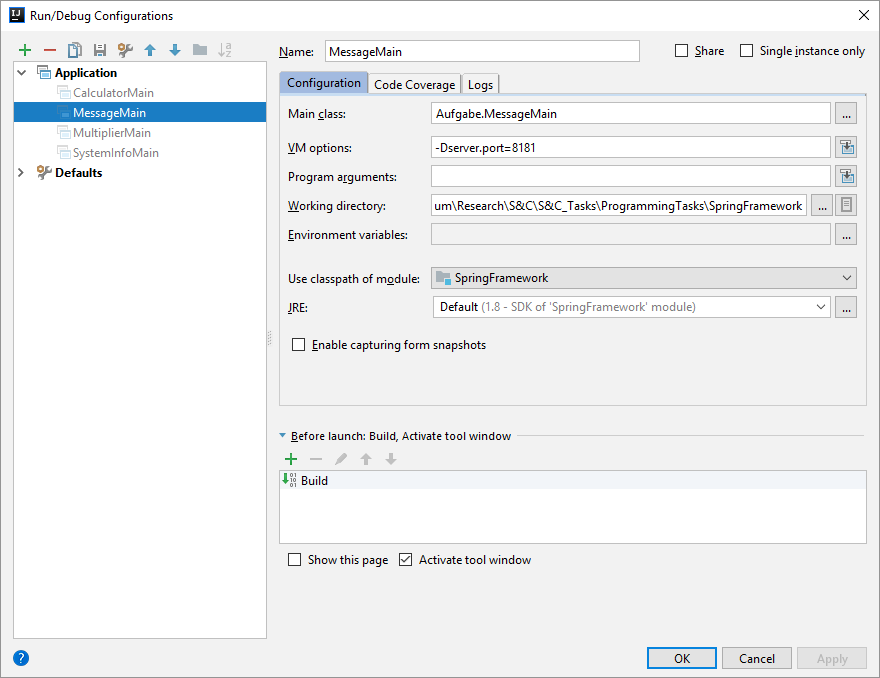 IJ Run/Debug Configurations
Name: MessageMain Share Single instance only
Application
CalculatorMain
MessageMain
MultiplierMain
SystemInfoMain
Defaults
Configuration Code Coverage Logs
Main class: Aufgabe.MessageMain ...
VM options: -Dserver.port=8181
Program arguments:
Working directory: um\Research\S&C\S&C_Tasks\ProgrammingTasks\SpringFramework ...
Environment variables: ...
Use classpath of module: SpringFramework
JRE: Default (1.8 - SDK of 'SpringFramework' module) ...
Enable capturing form snapshots
Before launch: Build, Activate tool window
Build
Show this page Activate tool window
? OK Cancel Apply